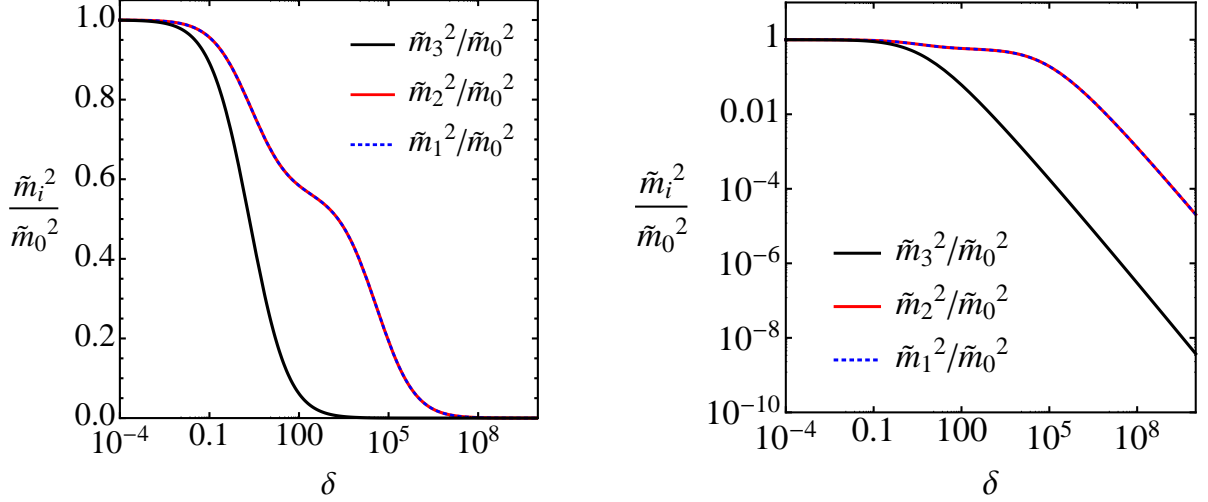 1.0
0.8
0.6
0.4
0.2
0.0
m̃ᵢ²
m̃₀²
m̃₃²/m̃₀²
m̃₂²/m̃₀²
m̃₁²/m̃₀²
10⁻⁴ 0.1 100 10⁵ 10⁸
δ
1
0.01
10⁻⁴
10⁻⁶
10⁻⁸
10⁻¹⁰
m̃ᵢ²
m̃₀²
m̃₃²/m̃₀²
m̃₂²/m̃₀²
m̃₁²/m̃₀²
10⁻⁴ 0.1 100 10⁵ 10⁸
δ